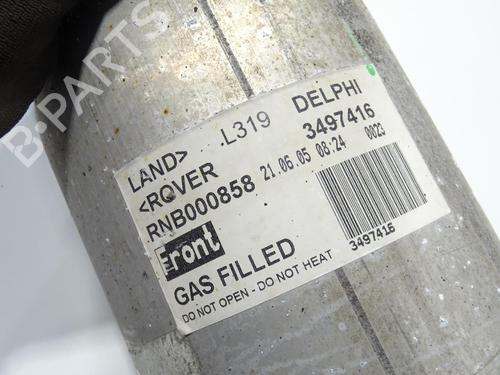 LAND> L319 DELPHI
<ROVER 3497416
RNB000858 21.06.05 08:24 0023
Front
GAS FILLED
3497416
DO NOT OPEN - DO NOT HEAT
B-PARTS